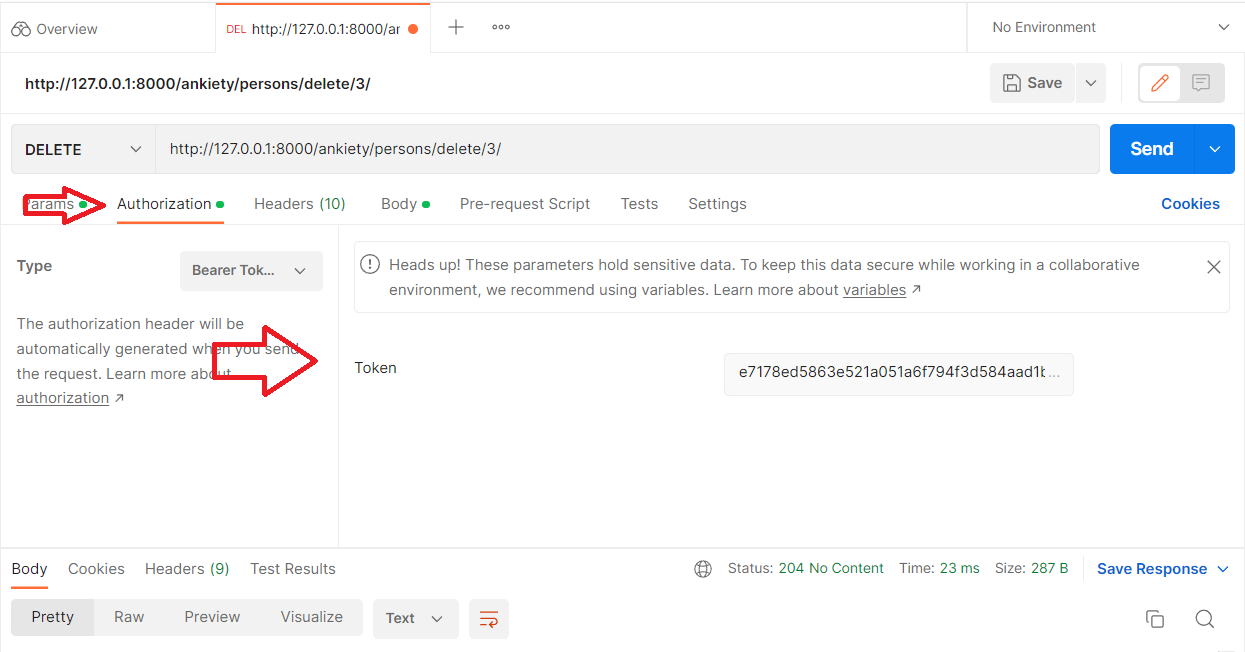 Overview
DEL http://127.0.0.1:8000/an
No Environment
http://127.0.0.1:8000/ankiety/persons/delete/3/
Save
DELETE http://127.0.0.1:8000/ankiety/persons/delete/3/
Send
Params Authorization Headers (10) Body Pre-request Script Tests Settings Cookies
Type
Bearer Tok...
Heads up! These parameters hold sensitive data. To keep this data secure while working in a collaborative
environment, we recommend using variables. Learn more about variables ↗
The authorization header will be
automatically generated when you send
the request. Learn more about
authorization ↗
Token
e7178ed5863e521a051a6f794f3d584aad1b...
Body Cookies Headers (9) Test Results
Status: 204 No Content Time: 23 ms Size: 287 B Save Response
Pretty Raw Preview Visualize Text